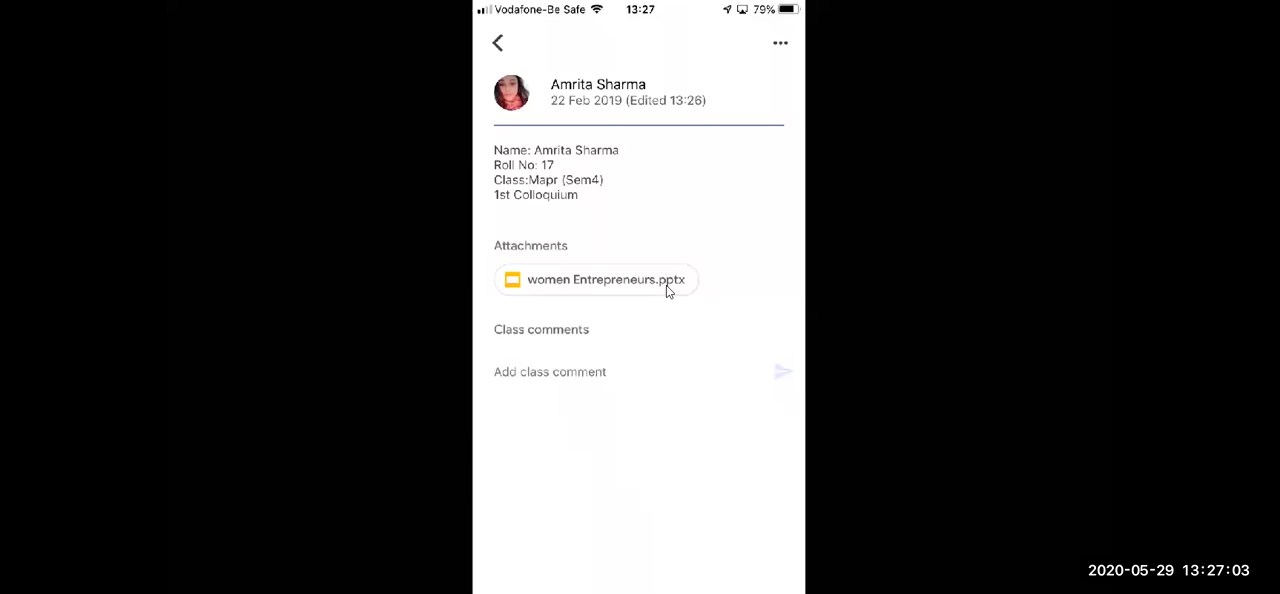 Vodafone-Be Safe 13:27 79%
Amrita Sharma
22 Feb 2019 (Edited 13:26)
Name: Amrita Sharma
Roll No: 17
Class:Mapr (Sem4)
1st Colloquium
Attachments
women Entrepreneurs.pptx
Class comments
Add class comment
2020-05-29 13:27:03